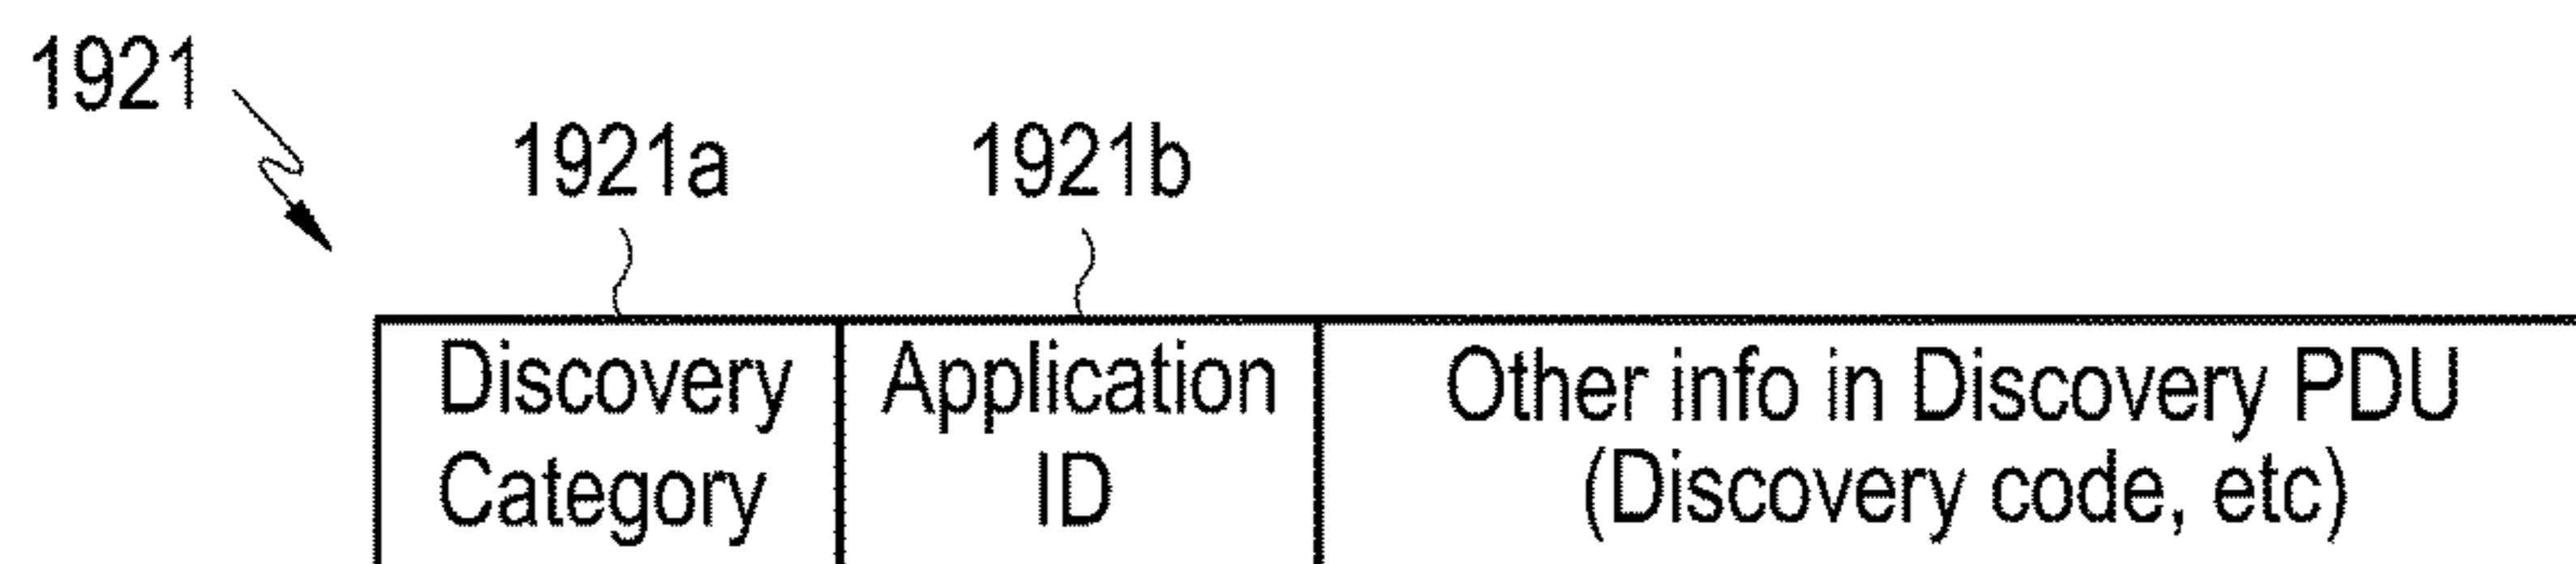 1921
1921a
1921b
Discovery
Category
Application
ID
Other info in Discovery PDU
(Discovery code, etc)